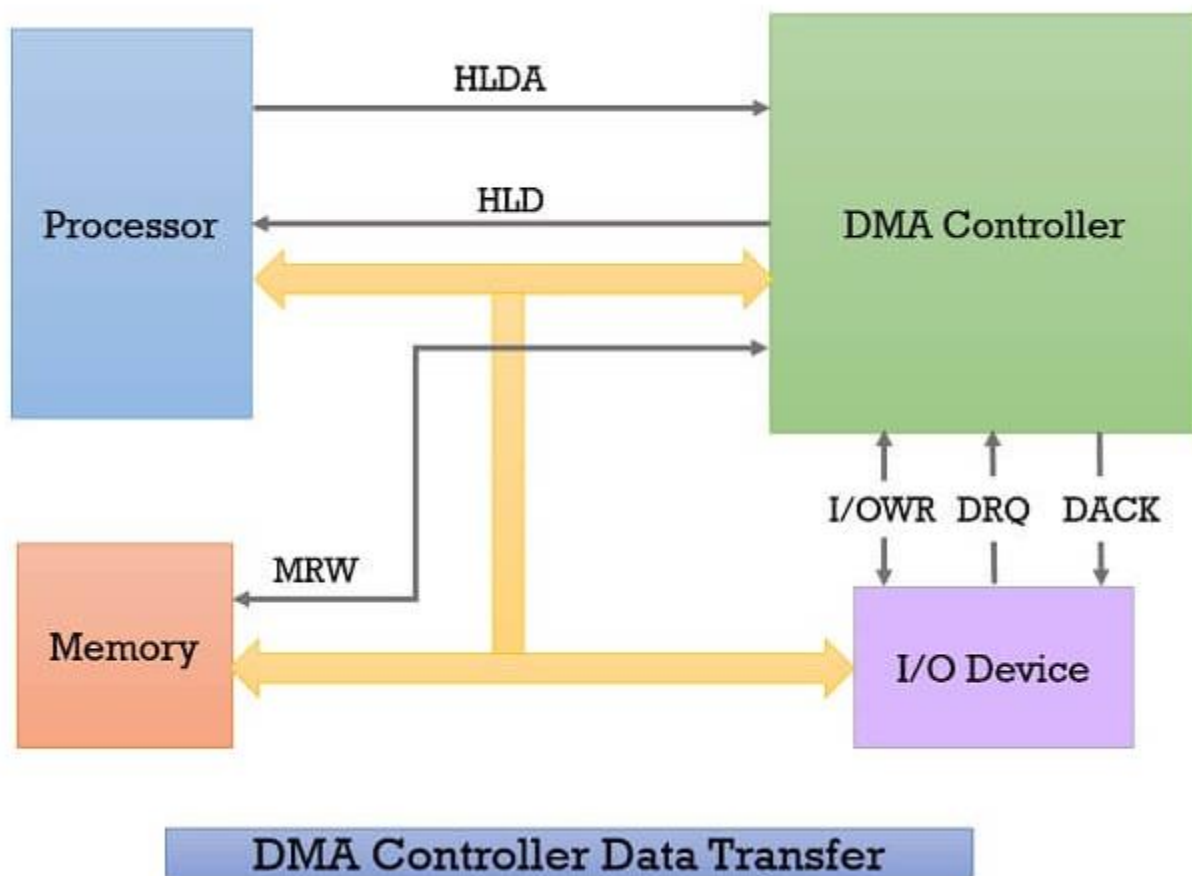 HLDA
Processor
HLD
DMA Controller
I/OWR DRQ DACK
MRW
Memory
I/O Device
DMA Controller Data Transfer